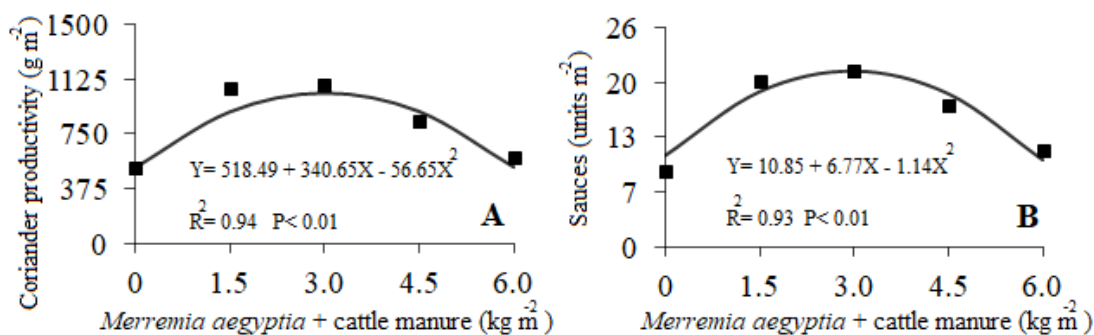 Coriander productivity (g m-2)
1500
1125
750
375
0
Y= 518.49 + 340.65X - 56.65X2
R2= 0.94 P< 0.01
A
0 1.5 3.0 4.5 6.0
Merremia aegyptia + cattle manure (kg m-2)
Sauces (units m-2)
26
20
13
7
0
Y= 10.85 + 6.77X - 1.14X2
R2= 0.93 P< 0.01
B
0 1.5 3.0 4.5 6.0
Merremia aegyptia + cattle manure (kg m-2)